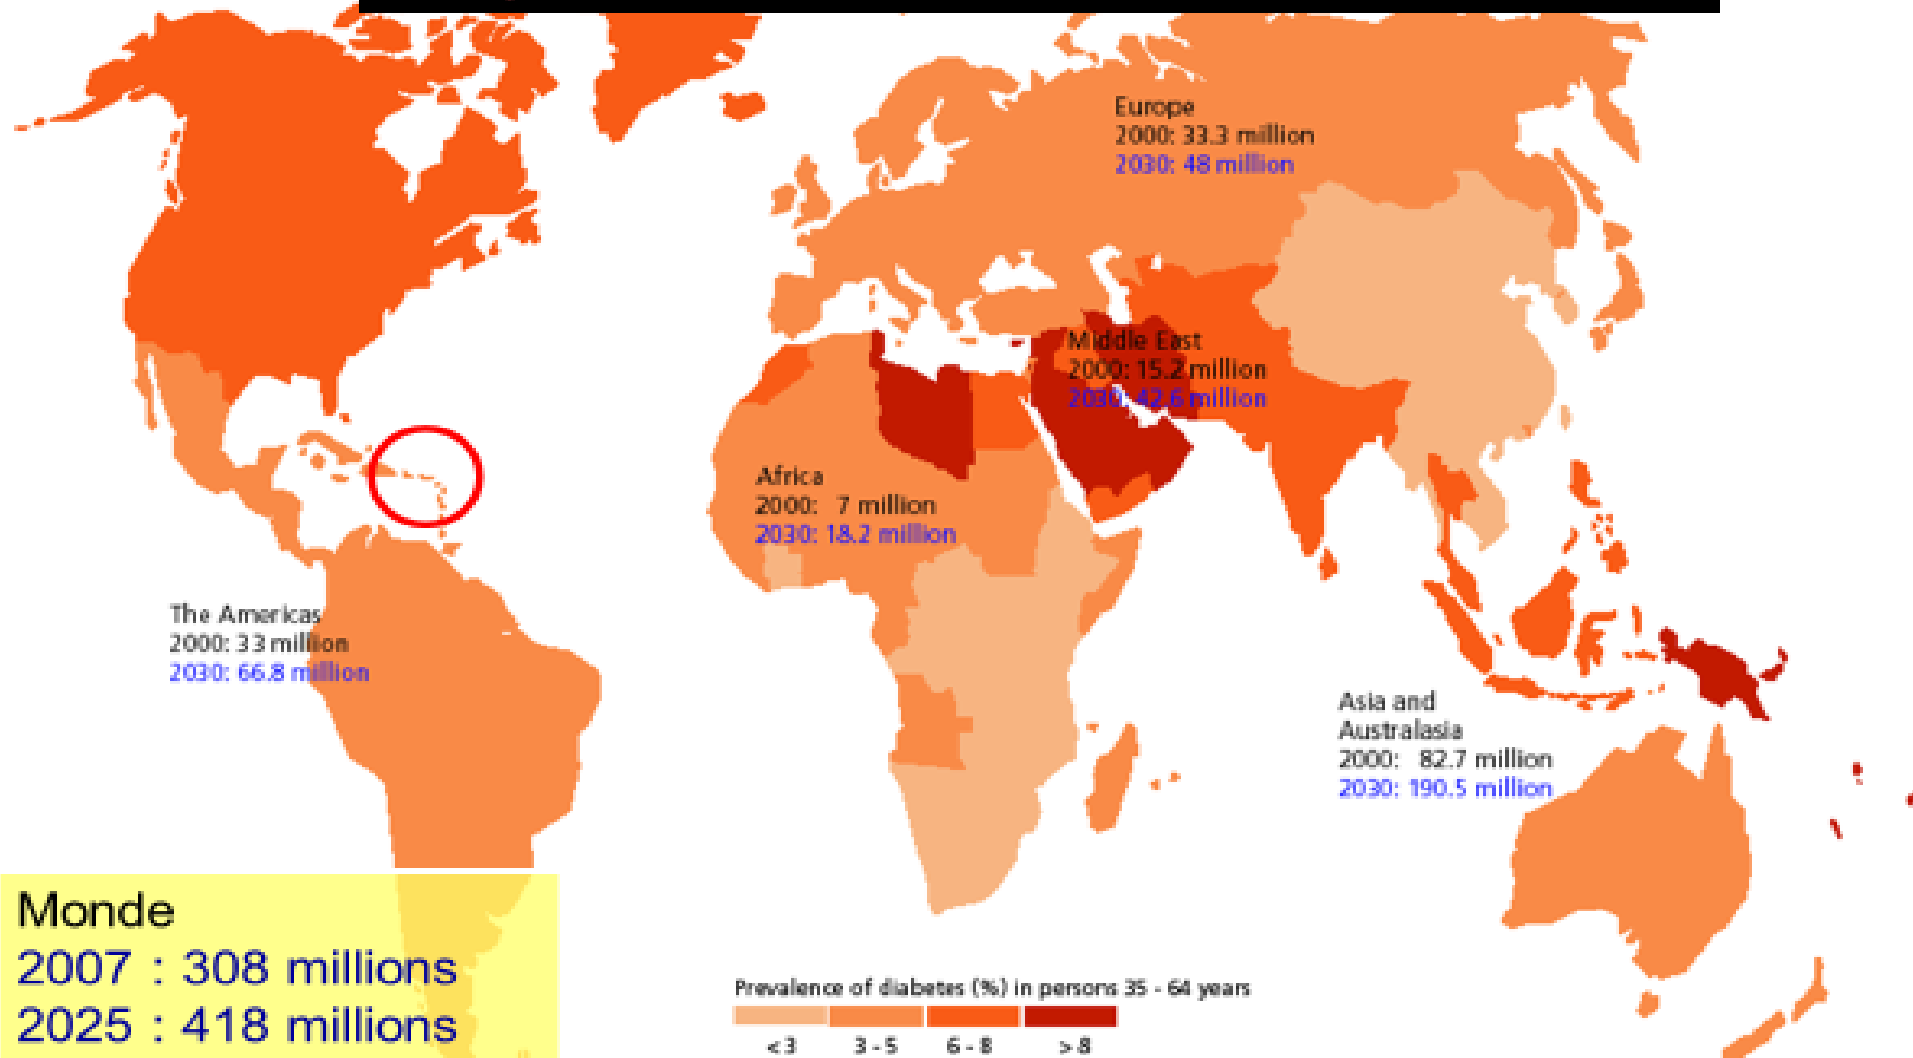 Europe
2000: 33.3 million
2030: 48 million
Middle East
2000: 15.2 million
2030: 42.6 million
Africa
2000: 7 million
2030: 18.2 million
The Americas
2000: 33 million
2030: 66.8 million
Asia and
Australasia
2000: 82.7 million
2030: 190.5 million
Monde
2007 : 308 millions
2025 : 418 millions
Prevalence of diabetes (%) in persons 35 - 64 years
<3 3 - 5 6 - 8 >8